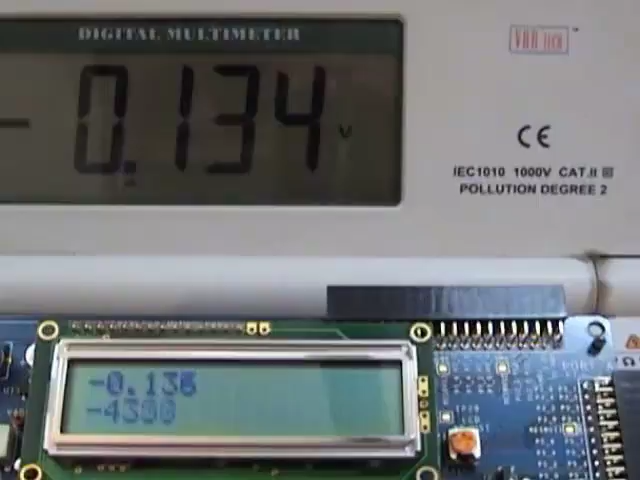 DIGITAL MULTIMETER
-0.134 V
CE
IEC1010 1000V CAT.II
POLLUTION DEGREE 2
-0.136
-4300